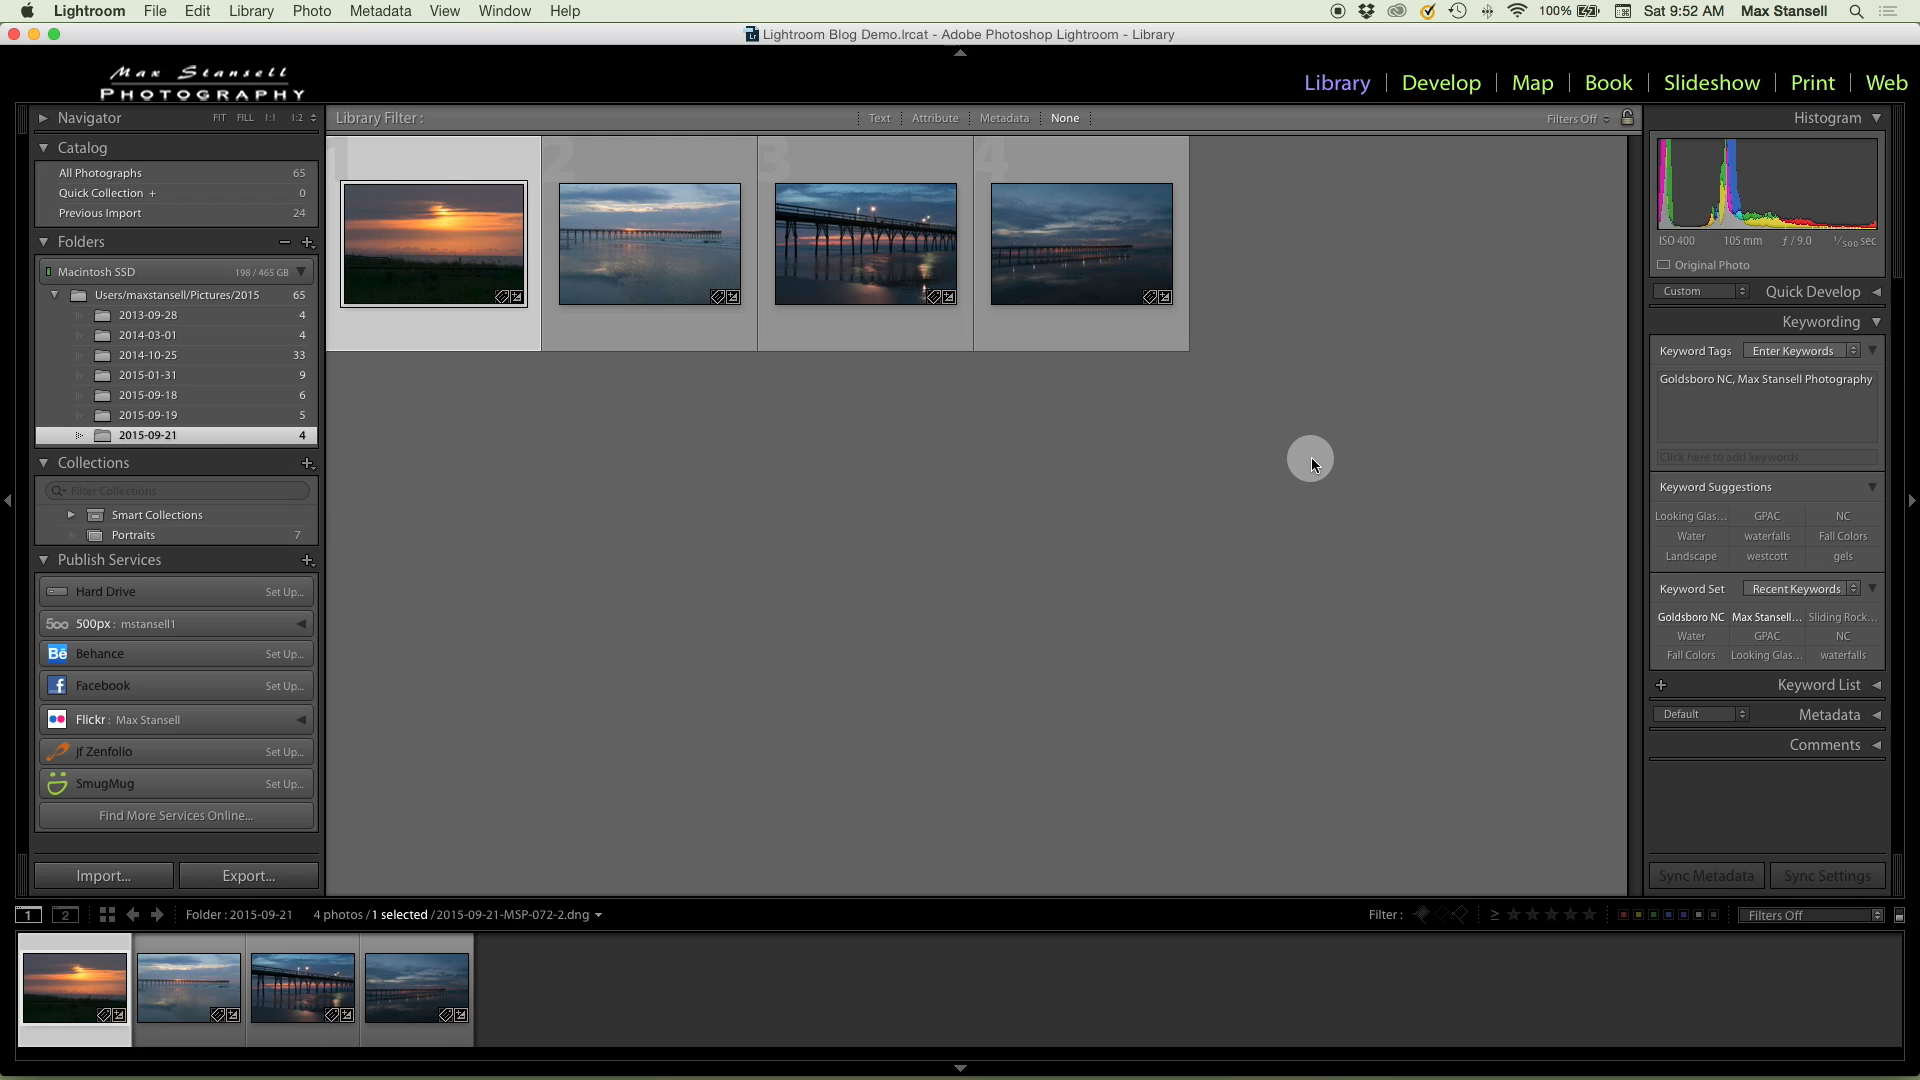 Lightroom File Edit Library Photo Metadata View Window Help 100% Sat 9:52 AM Max Stansell
Lightroom Blog Demo.lrcat - Adobe Photoshop Lightroom - Library
Max Stansell
PHOTOGRAPHY
Library Develop Map Book Slideshow Print Web
Navigator FIT FILL 1:1 1:2
Library Filter : Text Attribute Metadata None Filters Off
Histogram
Catalog
All Photographs 65
Quick Collection + 0
Previous Import 24
1 2 3 4
ISO 400 105 mm ƒ / 9.0 1/500 sec
Original Photo
Folders
Macintosh SSD 198 / 465 GB
Users/maxstansell/Pictures/2015 65
2013-09-28 4
2014-03-01 4
2014-10-25 33
2015-01-31 9
2015-09-18 6
2015-09-19 5
2015-09-21 4
Custom Quick Develop
Keywording
Keyword Tags Enter Keywords
Goldsboro NC, Max Stansell Photography
Click here to add keywords
Keyword Suggestions
Looking Glas... GPAC NC
Water waterfalls Fall Colors
Landscape westcott gels
Keyword Set Recent Keywords
Goldsboro NC Max Stansell... Sliding Rock...
Water GPAC NC
Fall Colors Looking Glas... waterfalls
Keyword List
Default Metadata
Comments
Collections
Filter Collections
Smart Collections
Portraits 7
Publish Services
Hard Drive Set Up...
500px : mstansell1
Bē Behance Set Up...
f Facebook Set Up...
Flickr : Max Stansell
jf Zenfolio Set Up...
SmugMug Set Up...
Find More Services Online...
Import... Export...
Sync Metadata Sync Settings
1 2 Folder : 2015-09-21 4 photos / 1 selected / 2015-09-21-MSP-072-2.dng Filter : ≥ Filters Off